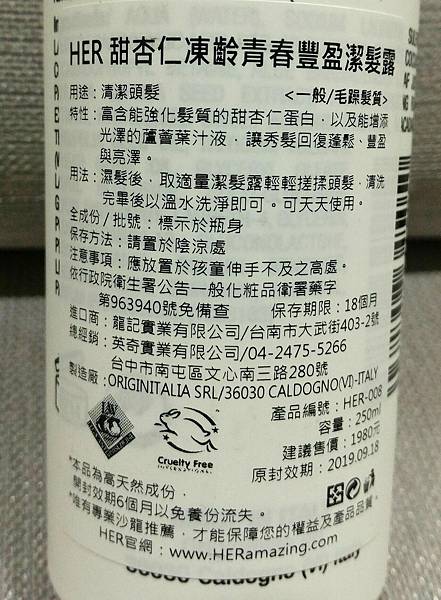 HER 甜杏仁凍齡青春豐盈潔髮露
用途：清潔頭髮 <一般/毛躁髮質>
特性：富含能強化髮質的甜杏仁蛋白，以及能增添
光澤的蘆薈葉汁液，讓秀髮回復蓬鬆、豐盈
與亮澤。
用法：濕髮後，取適量潔髮露輕輕搓揉頭髮，清洗
完畢後以溫水洗淨即可。可天天使用。
全成份/批號：標示於瓶身
保存方法：請置於陰涼處
注意事項：應放置於孩童伸手不及之高處。
依行政院衛生署公告一般化粧品衛署藥字
第963940號免備查 保存期限：18個月
進口商：龍記實業有限公司/台南市大武街403-2號
總經銷：英奇實業有限公司/04-2475-5266
台中市南屯區文心南三路280號
製造廠:ORIGINITALIA SRL/36030 CALDOGNO(VI)-ITALY
產品編號：HER-008
容量：250ml
建議售價：1980元
原封效期：2019.09.18
Cruelty Free
INTERNATIONAL
*本品為高天然成份，
開封效期6個月以免養份流失。
*唯有專業沙龍推薦，才能保障您的權益及產品品質。
HER官網：www.HERamazing.com
36030 Caldogno (VI) Italy